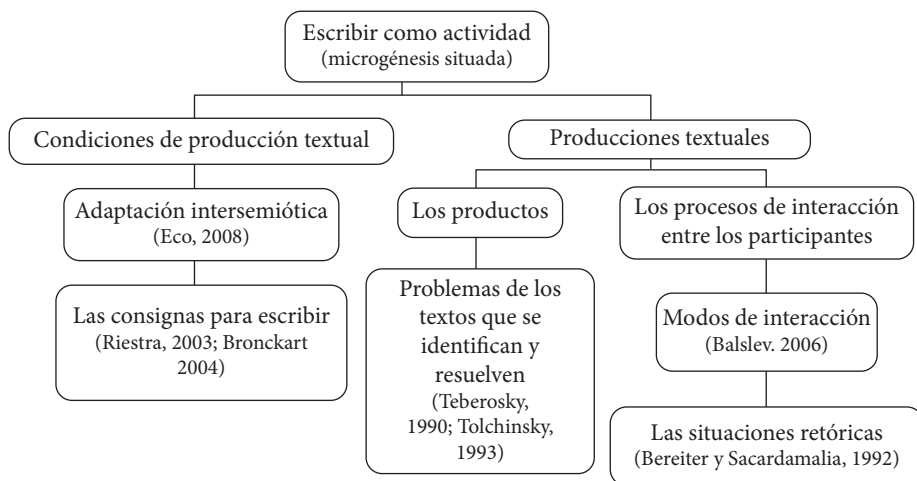 Escribir como actividad
(microgénesis situada)
Condiciones de producción textual
Producciones textuales
Adaptación intersemiótica
(Eco, 2008)
Los productos
Los procesos de interacción
entre los participantes
Las consignas para escribir
(Riestra, 2003; Bronckart
2004)
Problemas de los
textos que se
identifican y
resuelven
(Teberosky,
1990; Tolchinsky,
1993)
Modos de interacción
(Balslev. 2006)
Las situaciones retóricas
(Bereiter y Sacardamalia, 1992)